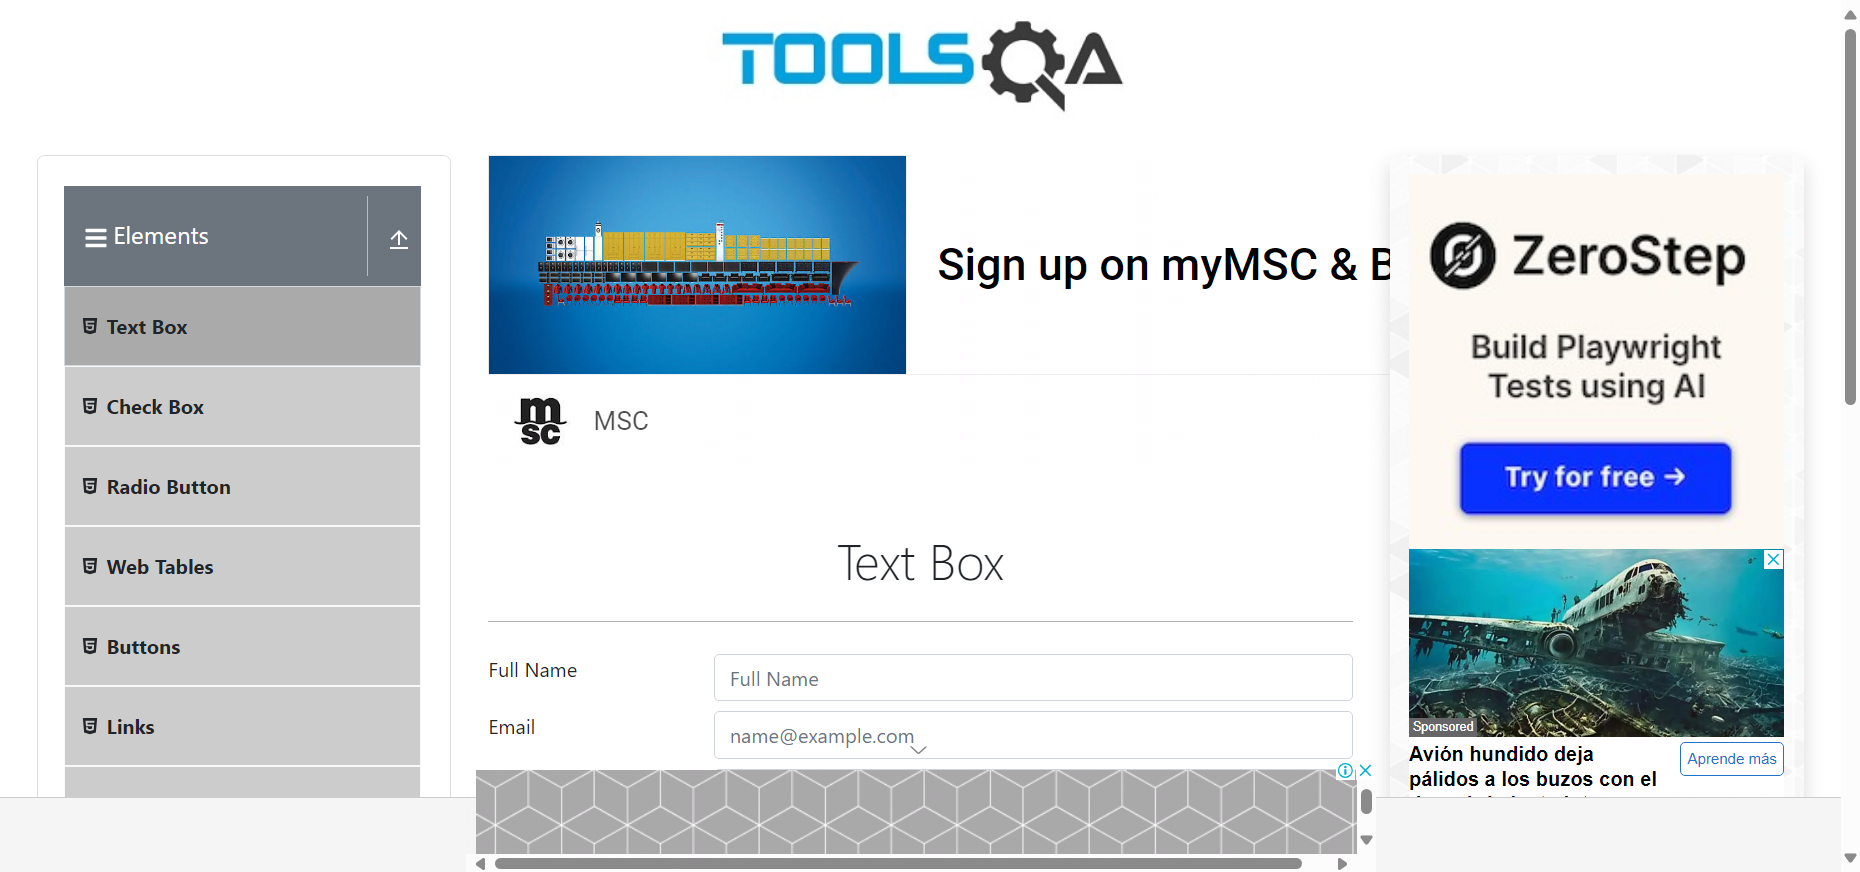 TOOLSQA
Elements
Text Box
Check Box
Radio Button
Web Tables
Buttons
Links
Sign up on myMSC & B
msc
MSC
Text Box
Full Name
Full Name
Email
name@example.com
ZeroStep
Build Playwright
Tests using AI
Try for free →
Sponsored
Avión hundido deja
pálidos a los buzos con el
Aprende más